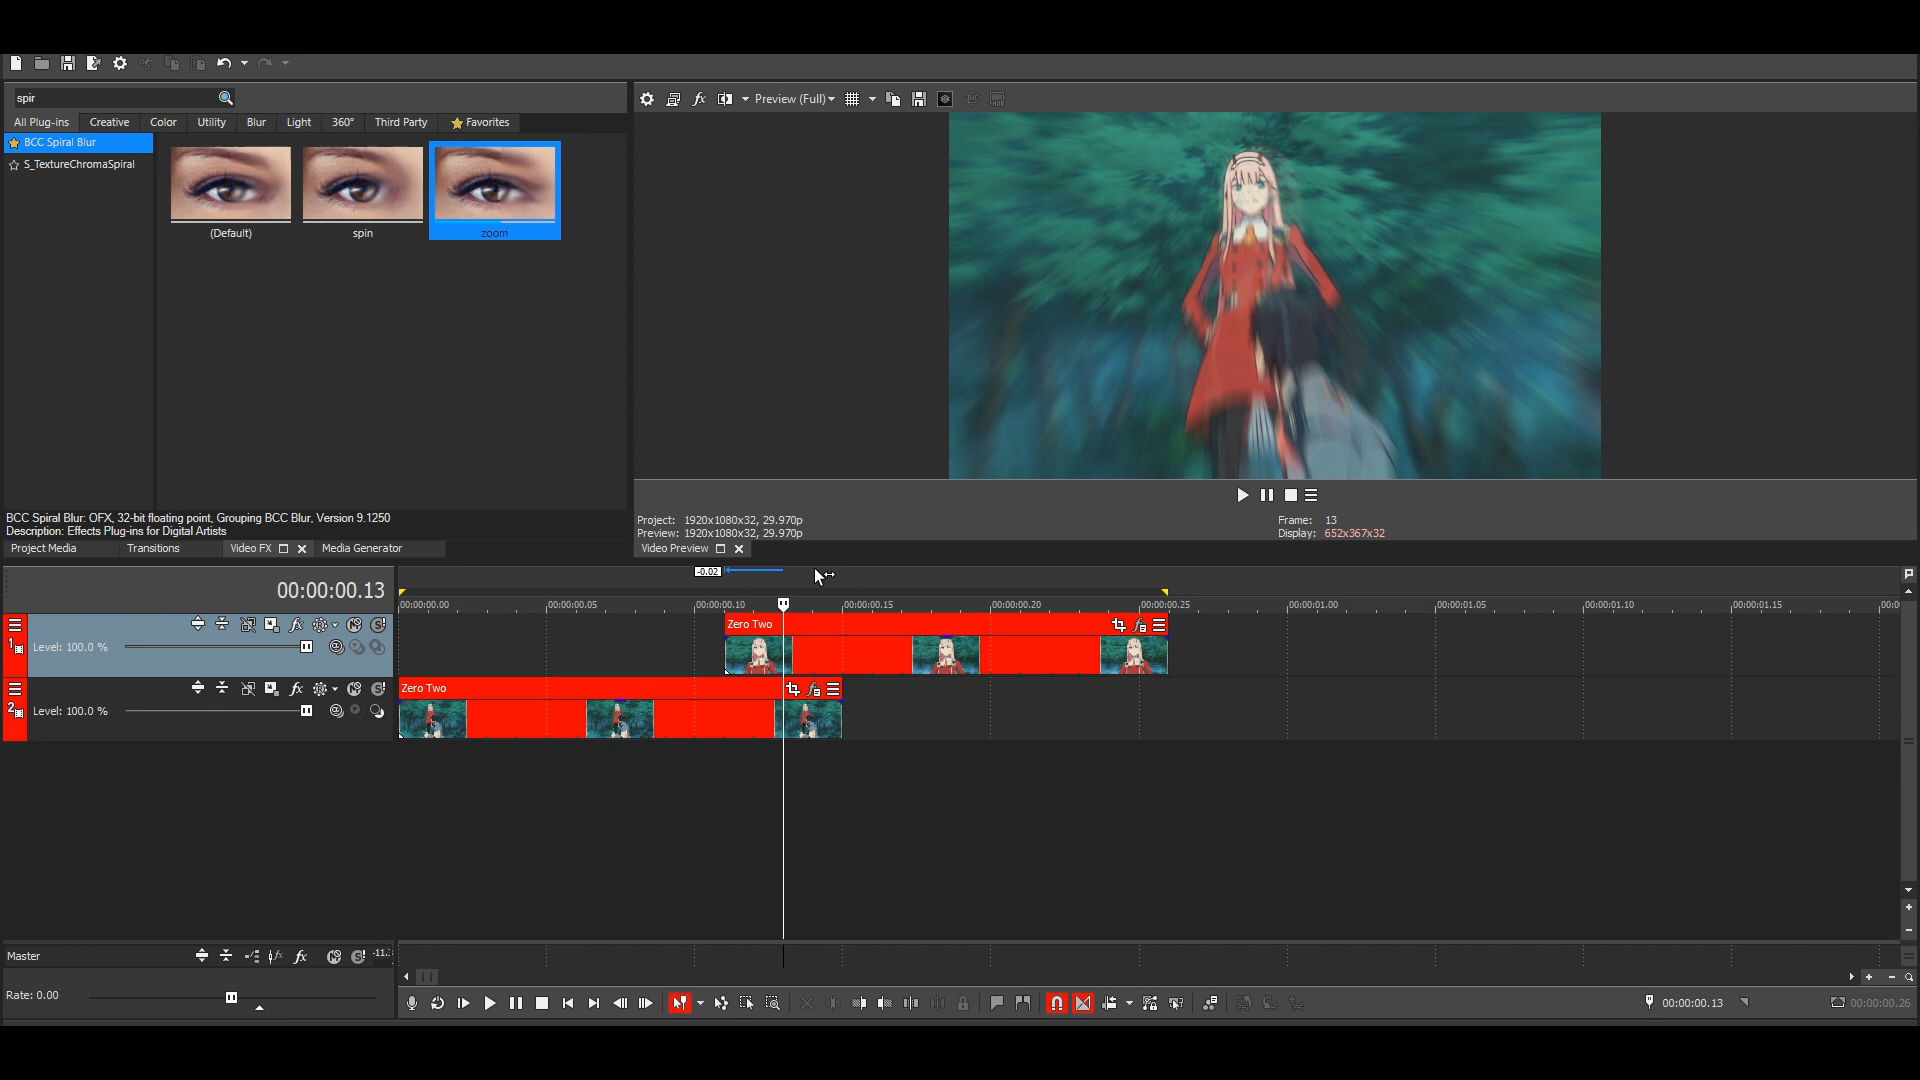 spir
All Plug-ins Creative Color Utility Blur Light 360° Third Party Favorites
BCC Spiral Blur
S_TextureChromaSpiral
(Default) spin zoom
BCC Spiral Blur: OFX, 32-bit floating point, Grouping BCC Blur, Version 9.1250
Description: Effects Plug-ins for Digital Artists
Project Media Transitions Video FX Media Generator
fx Preview (Full)
Project: 1920x1080x32, 29.970p
Preview: 1920x1080x32, 29.970p
Frame: 13
Display: 652x367x32
Video Preview
-0.02
00:00:00.13
00:00:00.00 00:00:00.05 00:00:00.10 00:00:00.15 00:00:00.20 00:00:00.25 00:00:01.00 00:00:01.05 00:00:01.10 00:00:01.15
1
Level: 100.0 %
Zero Two
2
Level: 100.0 %
Zero Two
Master
Rate: 0.00
00:00:00.13
00:00:00.26